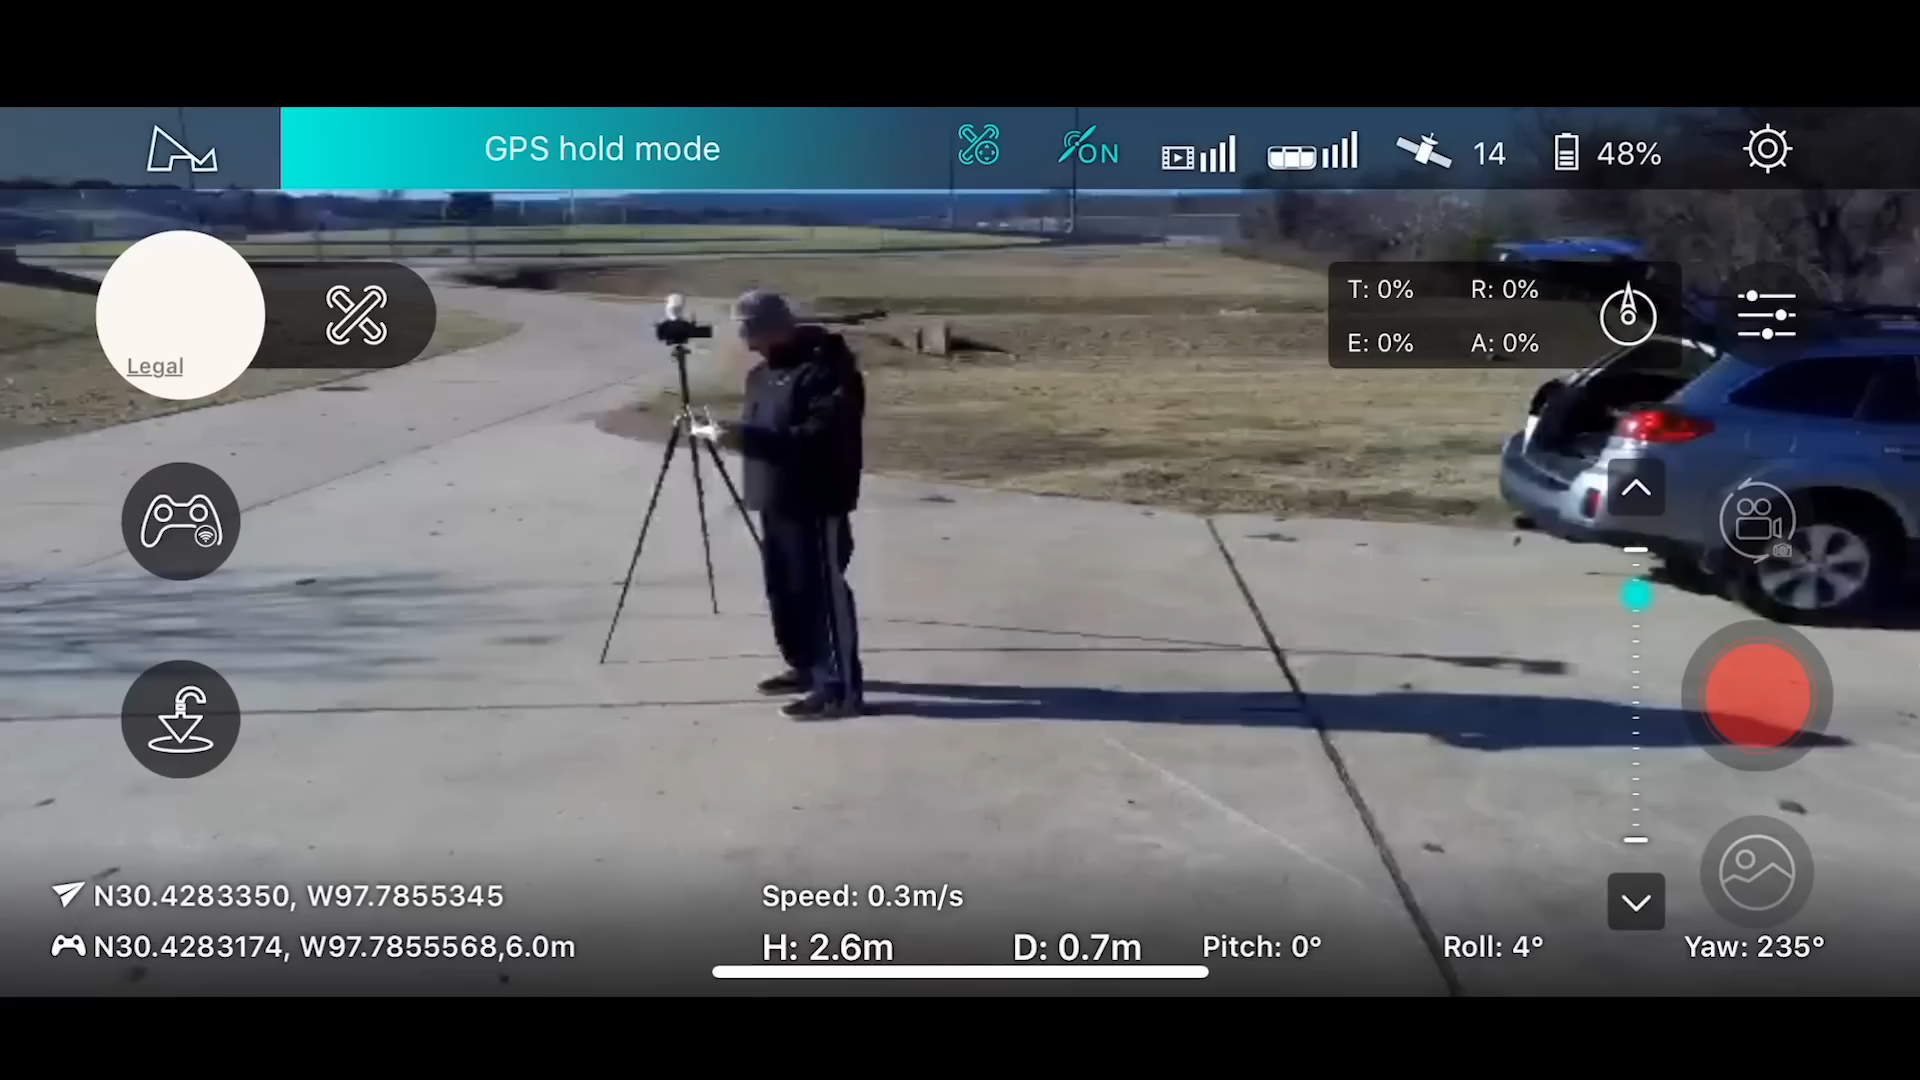 GPS hold mode
ON
14
48%
Legal
T: 0% R: 0%
E: 0% A: 0%
N30.4283350, W97.7855345
Speed: 0.3m/s
N30.4283174, W97.7855568,6.0m
H: 2.6m D: 0.7m Pitch: 0° Roll: 4° Yaw: 235°